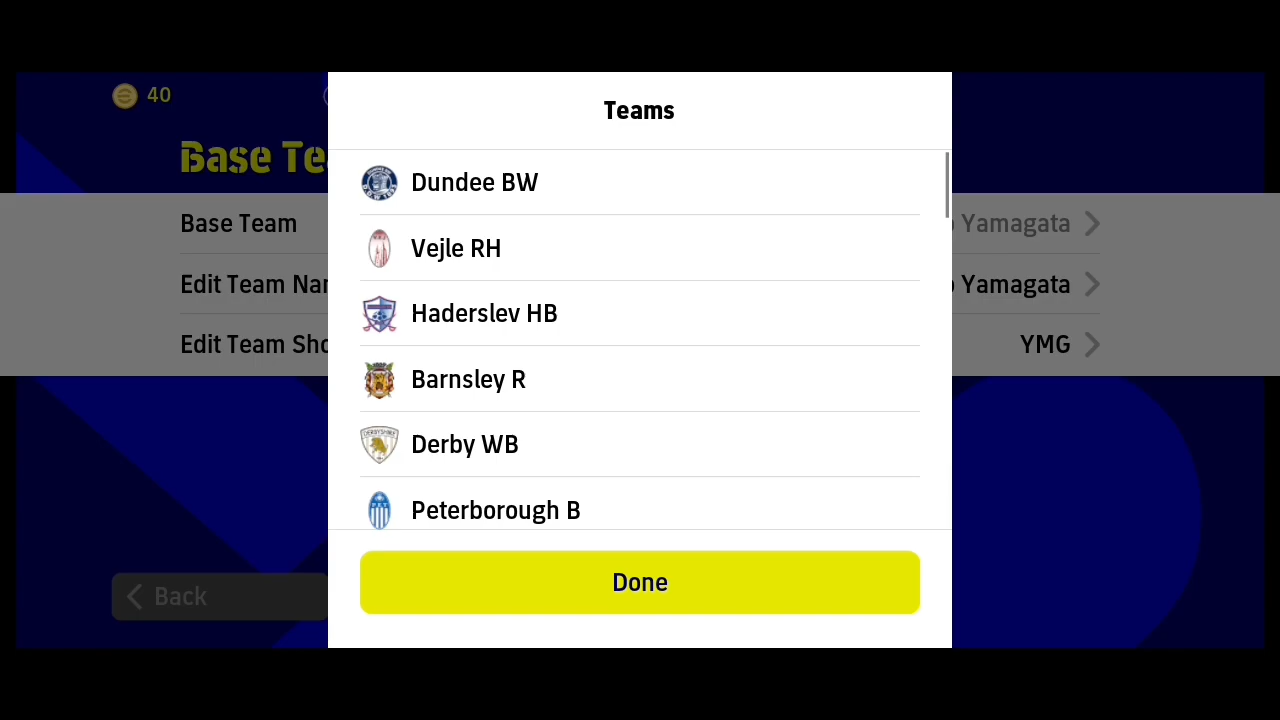 40
Teams
Base Te
Dundee BW
Base Team
Yamagata
Vejle RH
Edit Team Nar
Yamagata
Haderslev HB
Edit Team Sho
YMG
Barnsley R
Derby WB
Peterborough B
Done
Back